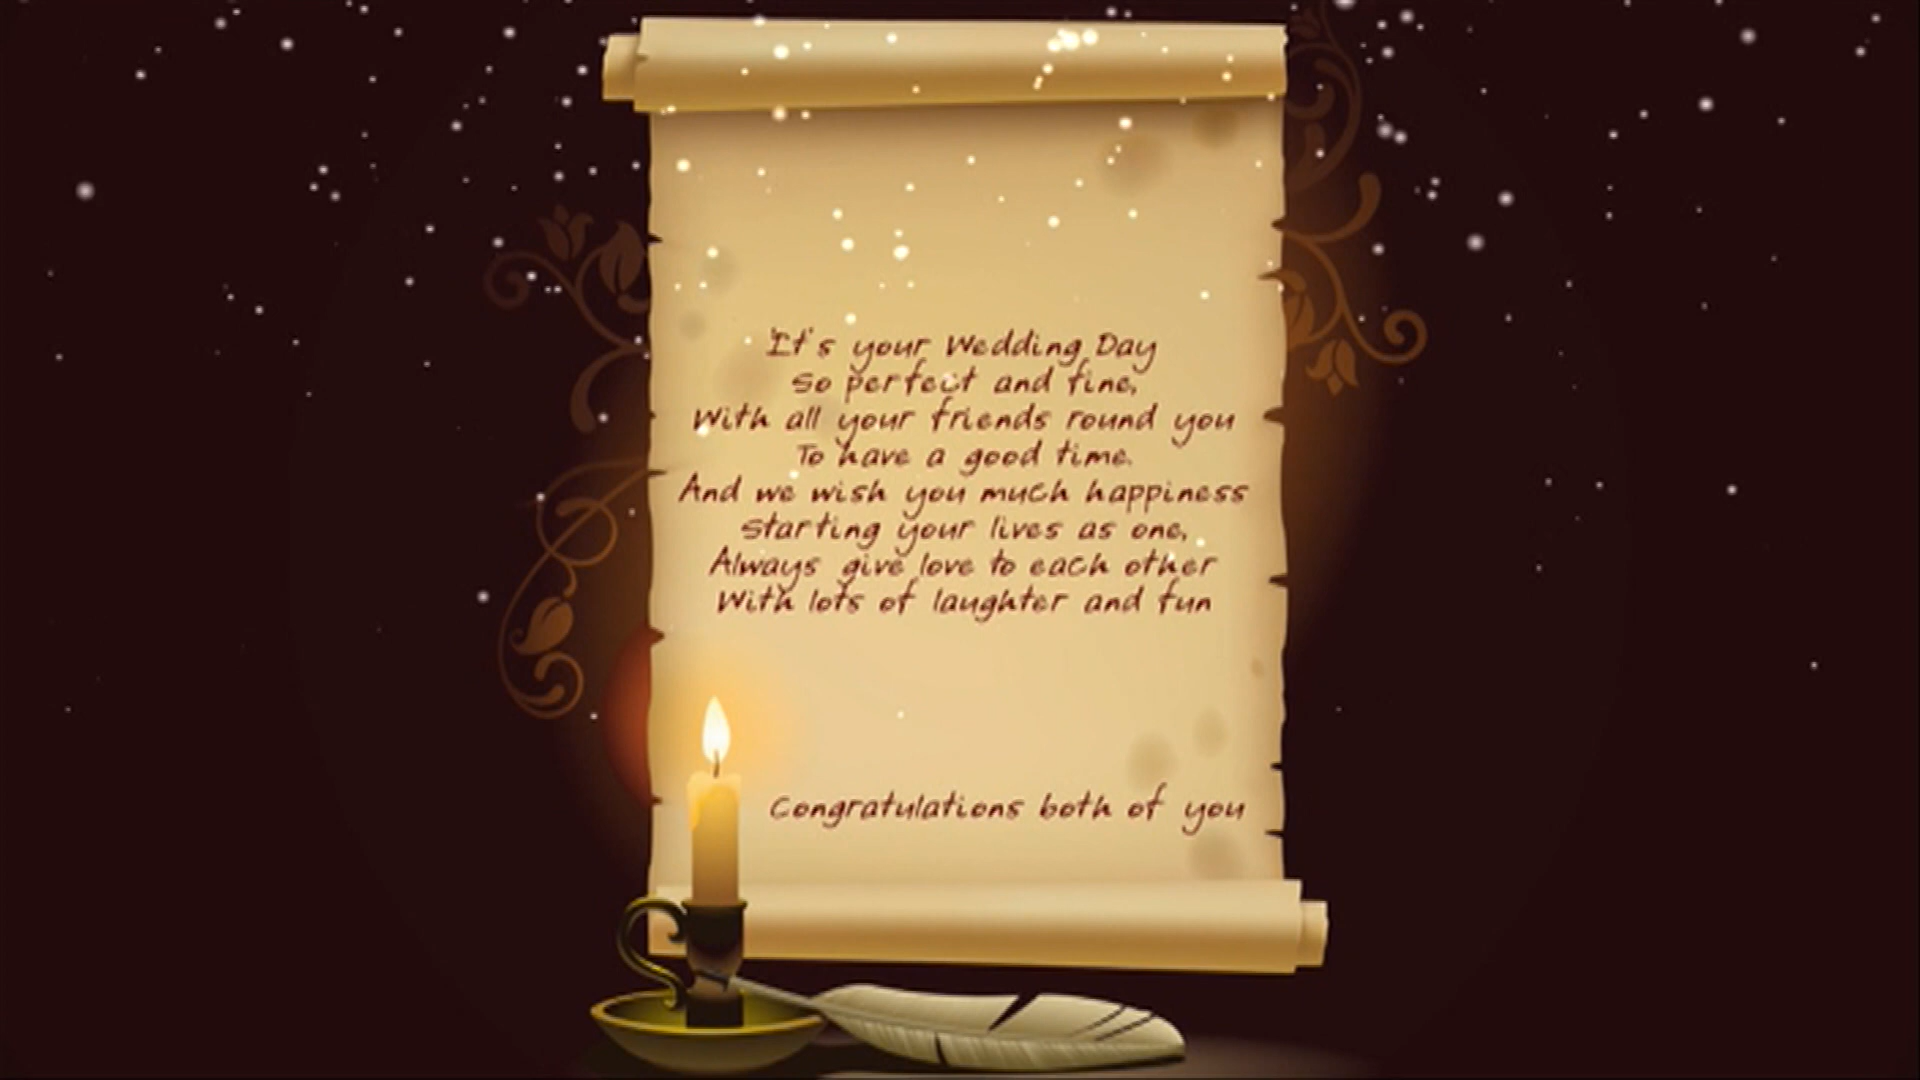 It's your Wedding Day
So perfect and fine,
With all your friends round you
To have a good time.
And we wish you much happiness
Starting your lives as one,
Always give love to each other
With lots of laughter and fun
Congratulations both of you